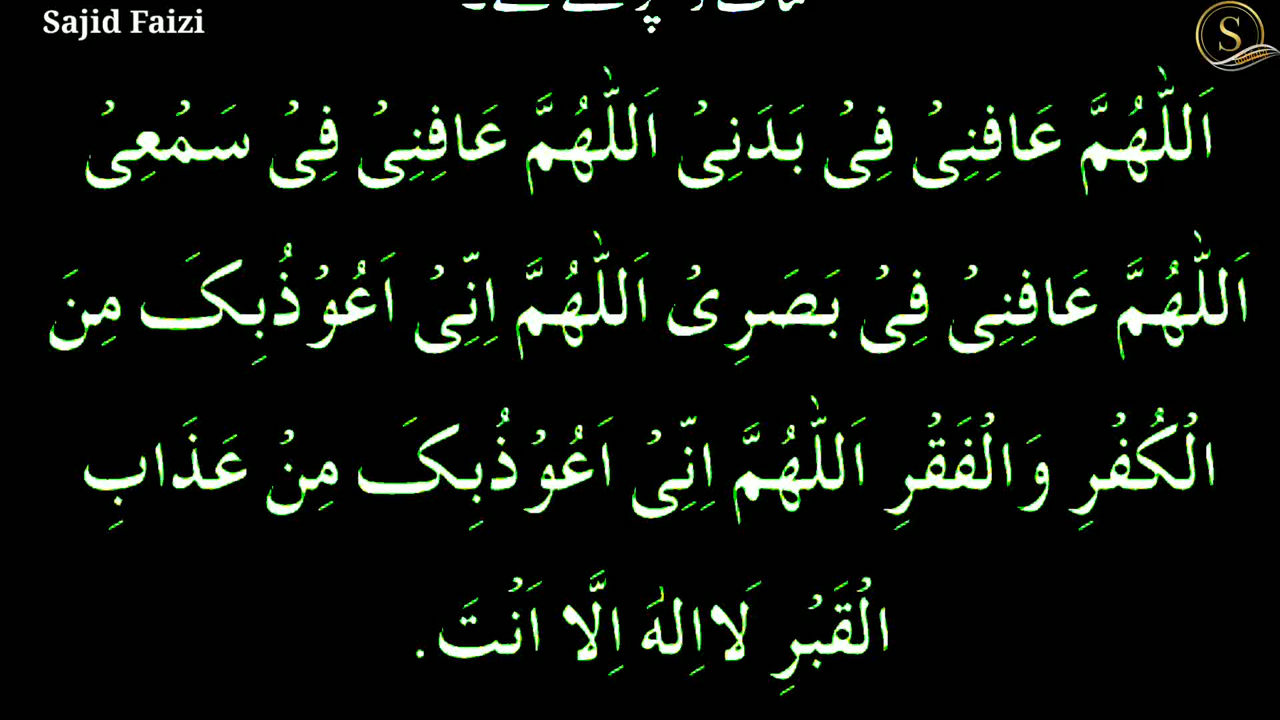 Sajid Faizi
S
اَللّٰهُمَّ عَافِنِیْ فِیْ بَدَنِیْ اَللّٰهُمَّ عَافِنِیْ فِیْ سَمْعِیْ
اَللّٰهُمَّ عَافِنِیْ فِیْ بَصَرِیْ اَللّٰهُمَّ اِنِّیْ اَعُوْذُبِکَ مِنَ
الْکُفْرِ وَالْفَقْرِ اَللّٰهُمَّ اِنِّیْ اَعُوْذُبِکَ مِنْ عَذَابِ
الْقَبْرِ لَااِلٰهَ اِلَّا اَنْتَ.